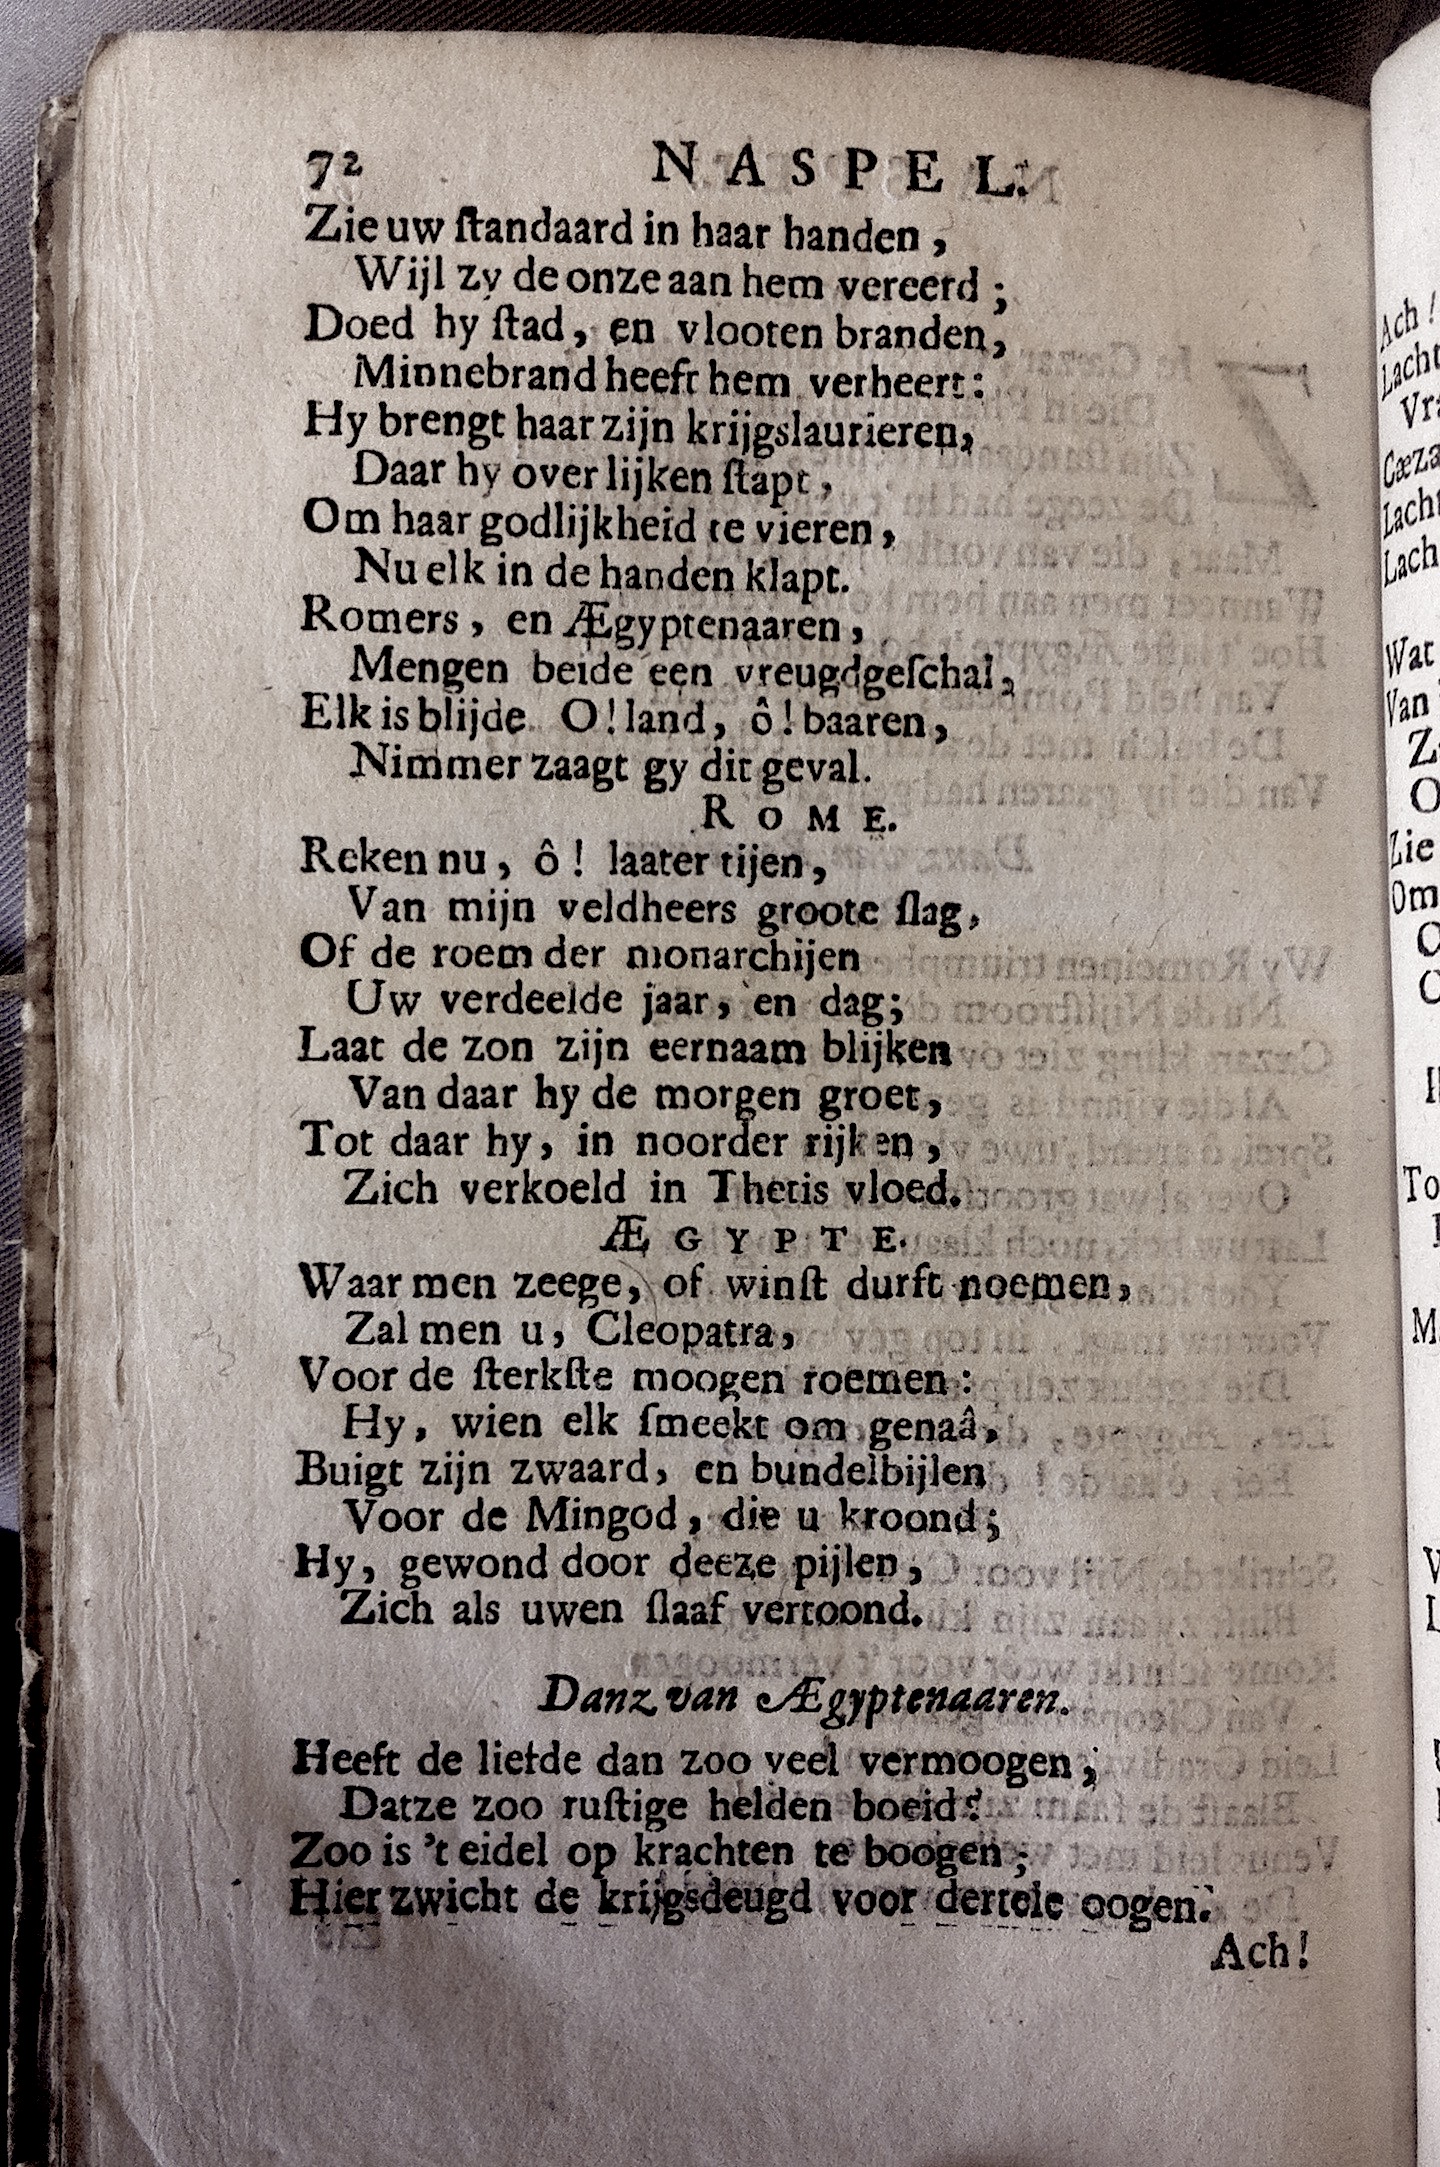 72 NASPEL.
Zie uw ſtandaard in haar handen,
Wijl zy de onze aan hem vereerd;
Doed hy ſtad, en vlooten branden,
Minnebrand heeft hem verheert:
Hy brengt haar zijn krijgslaurieren,
Daar hy over lijken ſtapt,
Om haar godlijkheid te vieren,
Nu elk in de handen klapt.
Romers, en Ægyptenaaren,
Mengen beide een vreugdgeſchal,
Elk is blijde. O! land, ô! baaren,
Nimmer zaagt gy dit geval.
ROME.
Reken nu, ô! laater tijen,
Van mijn veldheers groote ſlag,
Of de roem der monarchijen
Uw verdeelde jaar, en dag;
Laat de zon zijn eernaam blijken
Van daar hy de morgen groet,
Tot daar hy, in noorder rijken,
Zich verkoeld in Thetis vloed.
ÆGYPTE.
Waar men zeege, of winſt durft noemen,
Zal men u, Cleopatra,
Voor de ſterkſte moogen roemen:
Hy, wien elk ſmeekt om genaâ,
Buigt zijn zwaard, en bundelbijlen
Voor de Mingod, die u kroond;
Hy, gewond door deeze pijlen,
Zich als uwen ſlaaf vertoond.
Danz van Ægyptenaaren.
Heeft de liefde dan zoo veel vermoogen,
Datze zoo ruſtige helden boeid?
Zoo is 't eidel op krachten te boogen;
Hier zwicht de krijgsdeugd voor dertele oogen.
Ach!
Ach!
Lacht
Lacht
Wat
Van
Zie
Om